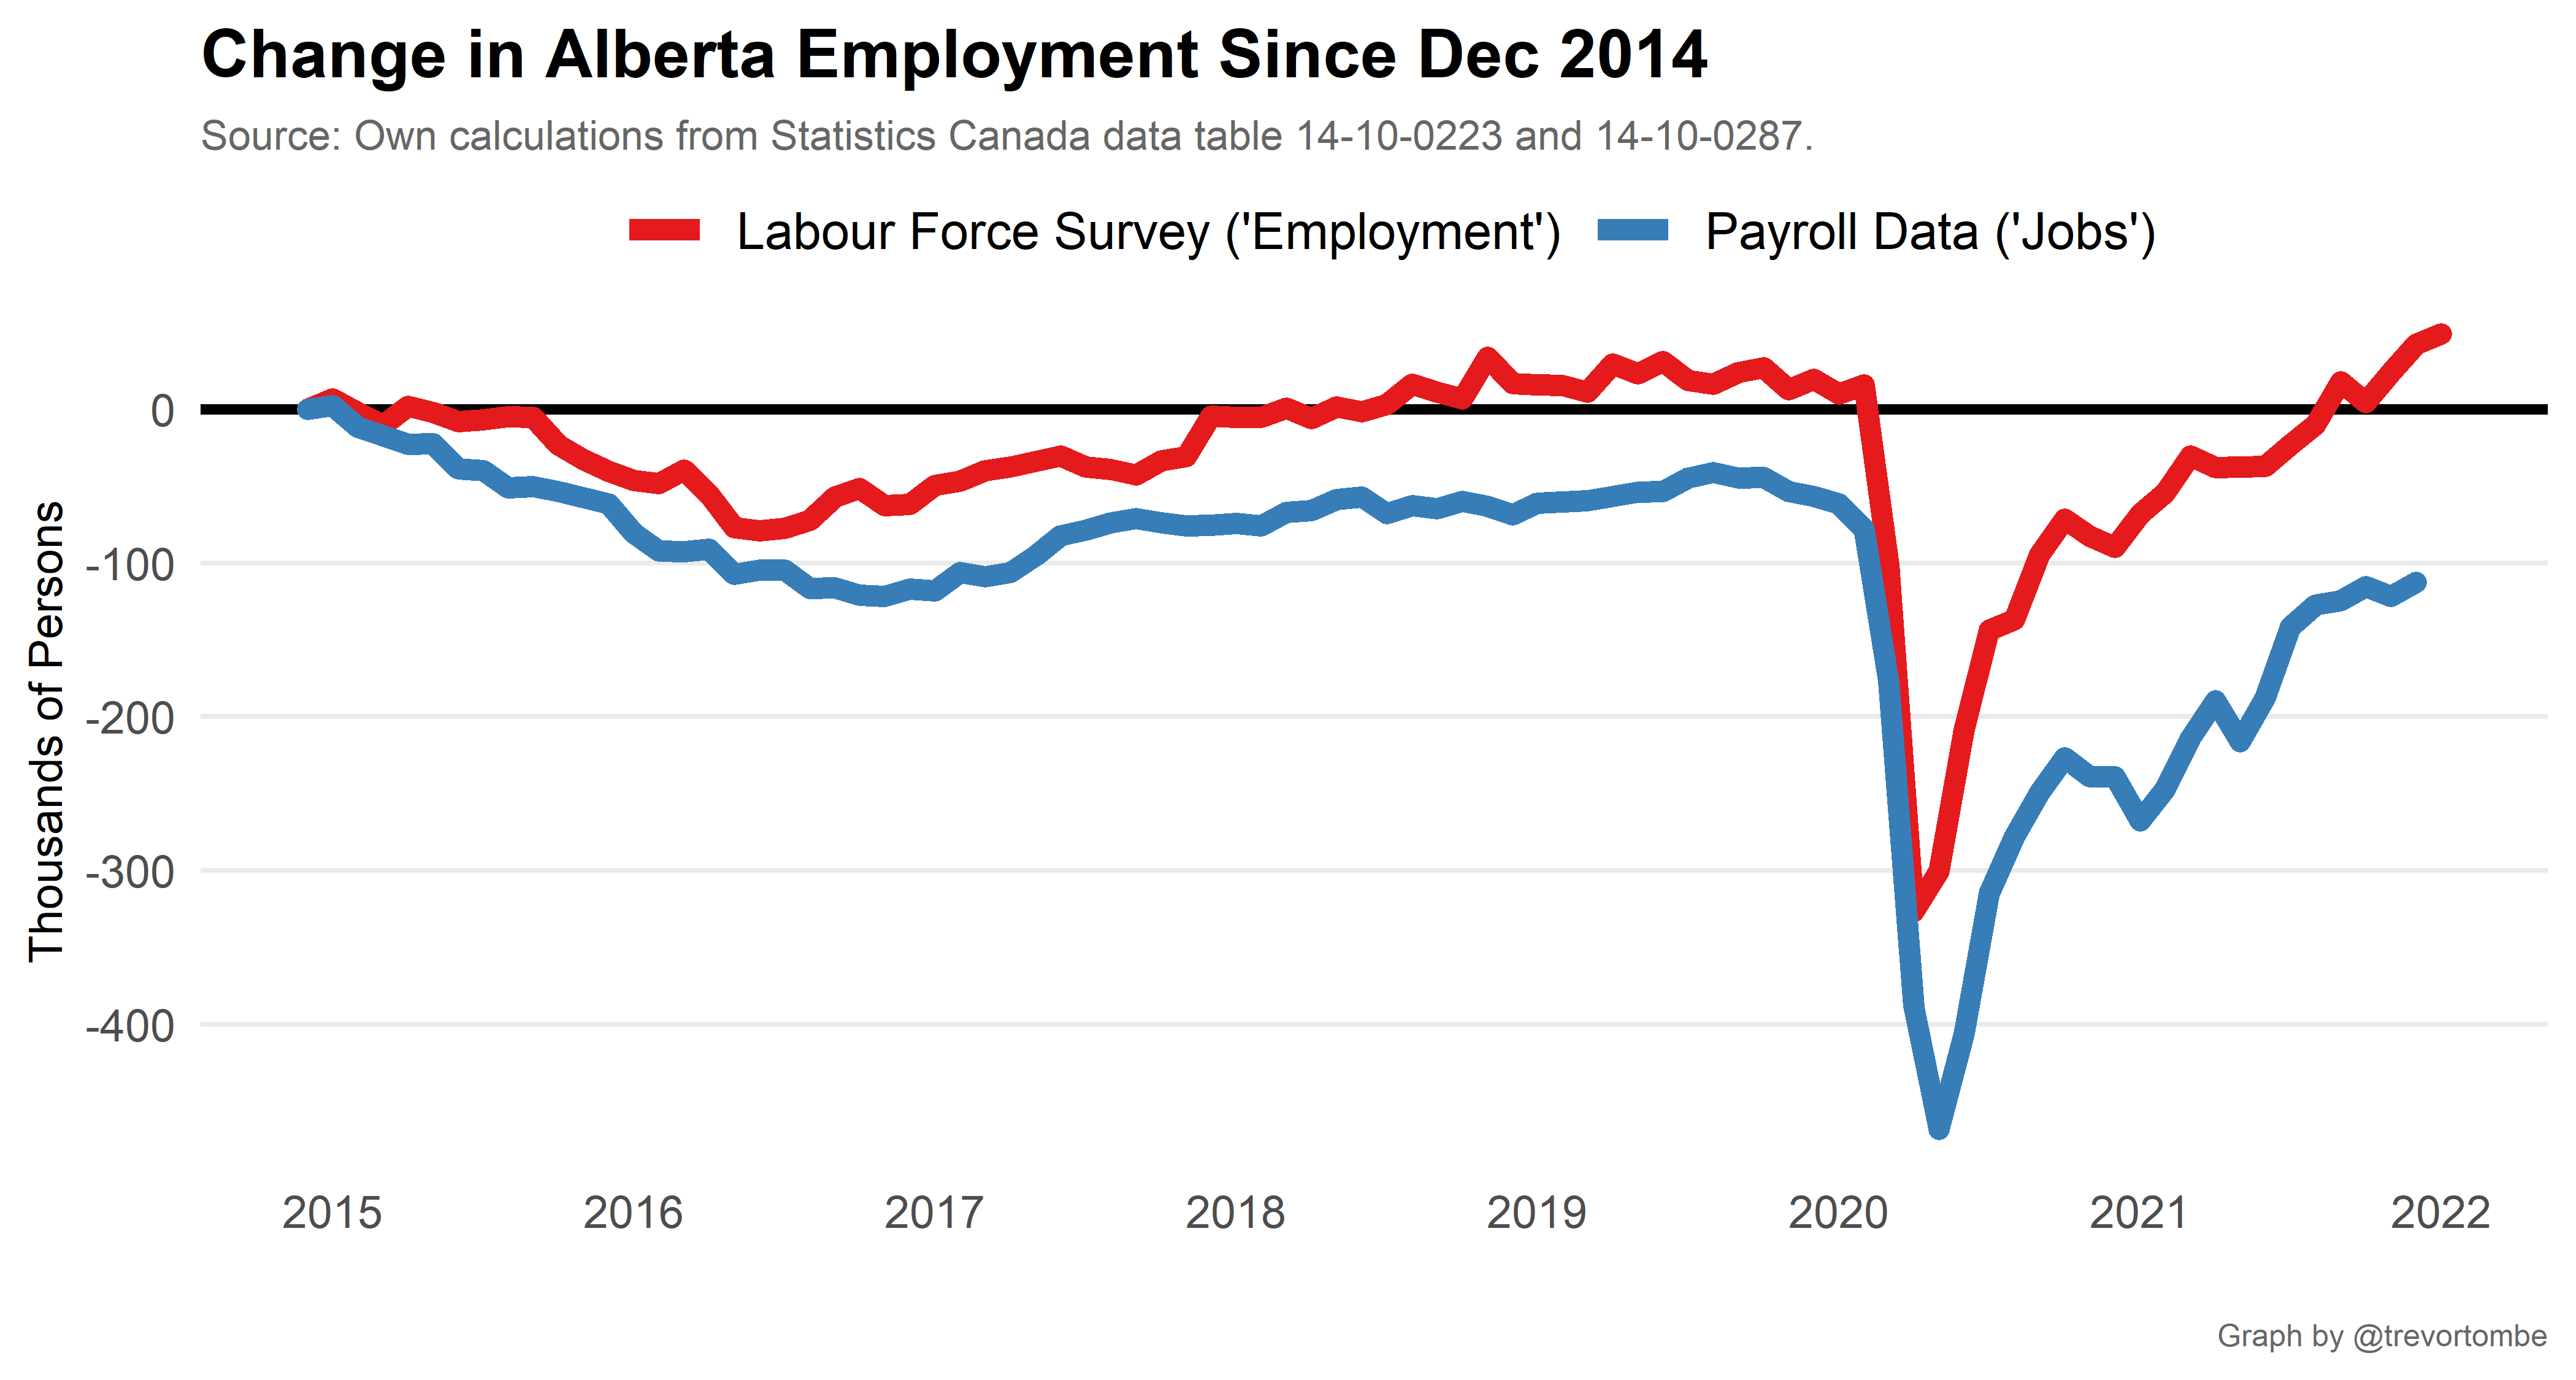 Change in Alberta Employment Since Dec 2014
Source: Own calculations from Statistics Canada data table 14-10-0223 and 14-10-0287.
Labour Force Survey ('Employment') Payroll Data ('Jobs')
Thousands of Persons
0
-100
-200
-300
-400
2015 2016 2017 2018 2019 2020 2021 2022
Graph by @trevortombe